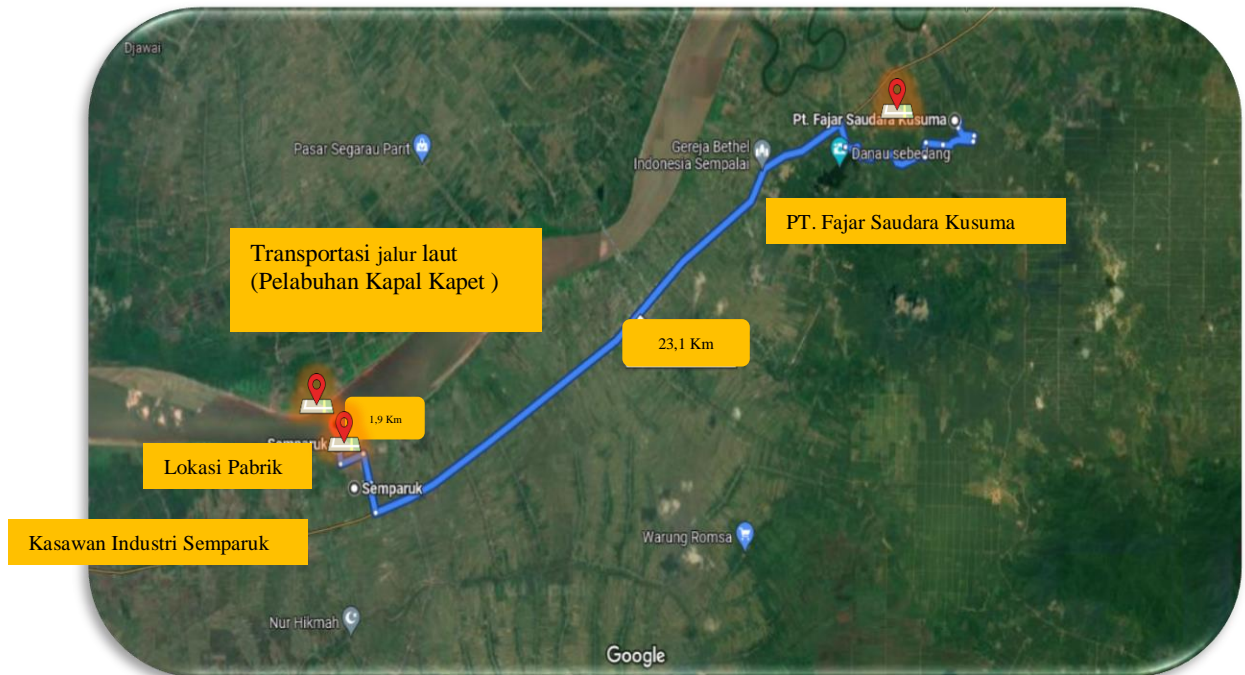 Djawai
Pt. Fajar Saudara Kusuma
Pasar Segarau Parit
Gereja Bethel
Indonesia Sempalai
Danau sebedang
PT. Fajar Saudara Kusuma
Transportasi jalur laut
(Pelabuhan Kapal Kapet )
23,1 Km
1,9 Km
Semparuk
Lokasi Pabrik
Semparuk
Kasawan Industri Semparuk
Warung Romsa
Nur Hikmah
Google